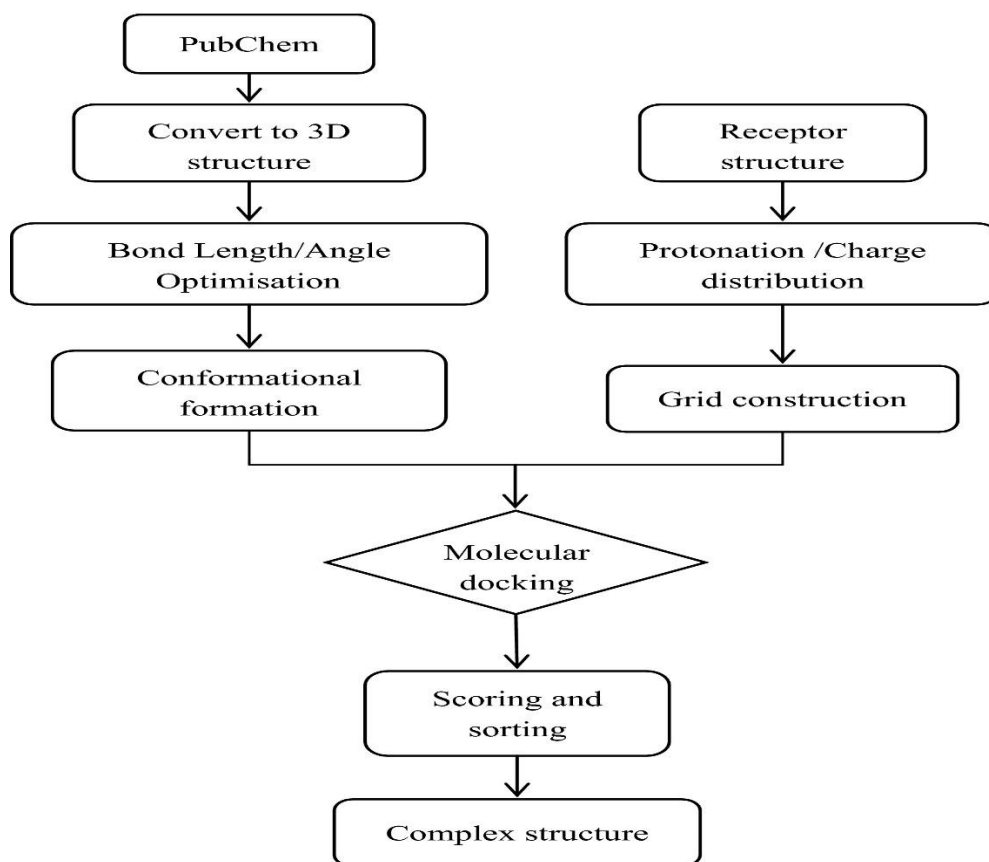 PubChem
Convert to 3D
structure
Receptor
structure
Bond Length/Angle
Optimisation
Protonation /Charge
distribution
Conformational
formation
Grid construction
Molecular
docking
Scoring and
sorting
Complex structure